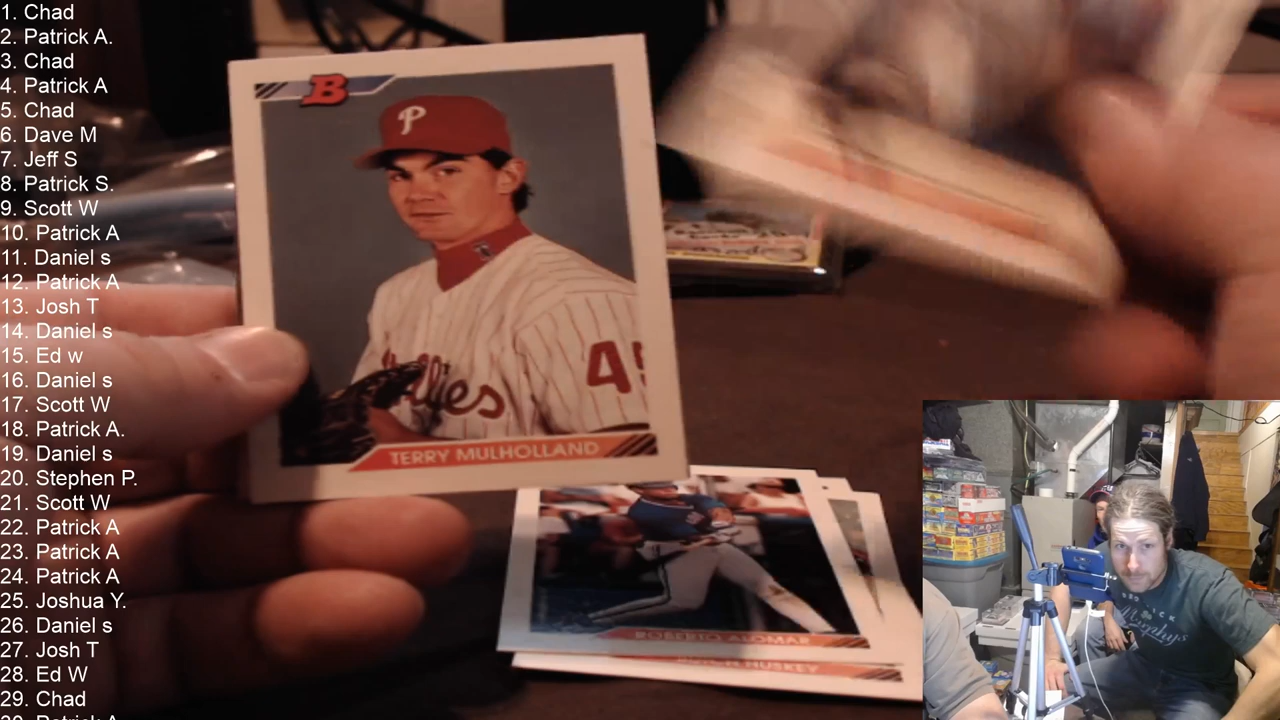 1. Chad
2. Patrick A.
3. Chad
4. Patrick A
5. Chad
6. Dave M
7. Jeff S
8. Patrick S.
9. Scott W
10. Patrick A
11. Daniel s
12. Patrick A
13. Josh T
14. Daniel s
15. Ed w
16. Daniel s
17. Scott W
18. Patrick A.
19. Daniel s
20. Stephen P.
21. Scott W
22. Patrick A
23. Patrick A
24. Patrick A
25. Joshua Y.
26. Daniel s
27. Josh T
28. Ed W
29. Chad
30. Patrick A
B
P
Phillies
45
TERRY MULHOLLAND
ROBERTO ALOMAR
HUSKEY